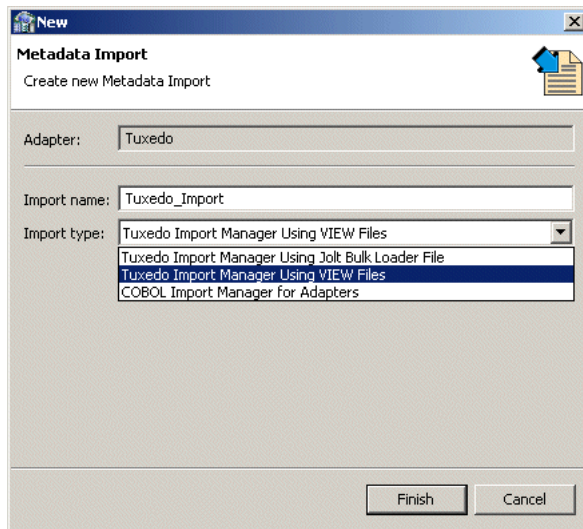 New
Metadata Import
Create new Metadata Import
Adapter: Tuxedo
Import name: Tuxedo_Import
Import type: Tuxedo Import Manager Using VIEW Files
Tuxedo Import Manager Using Jolt Bulk Loader File
Tuxedo Import Manager Using VIEW Files
COBOL Import Manager for Adapters
Finish Cancel